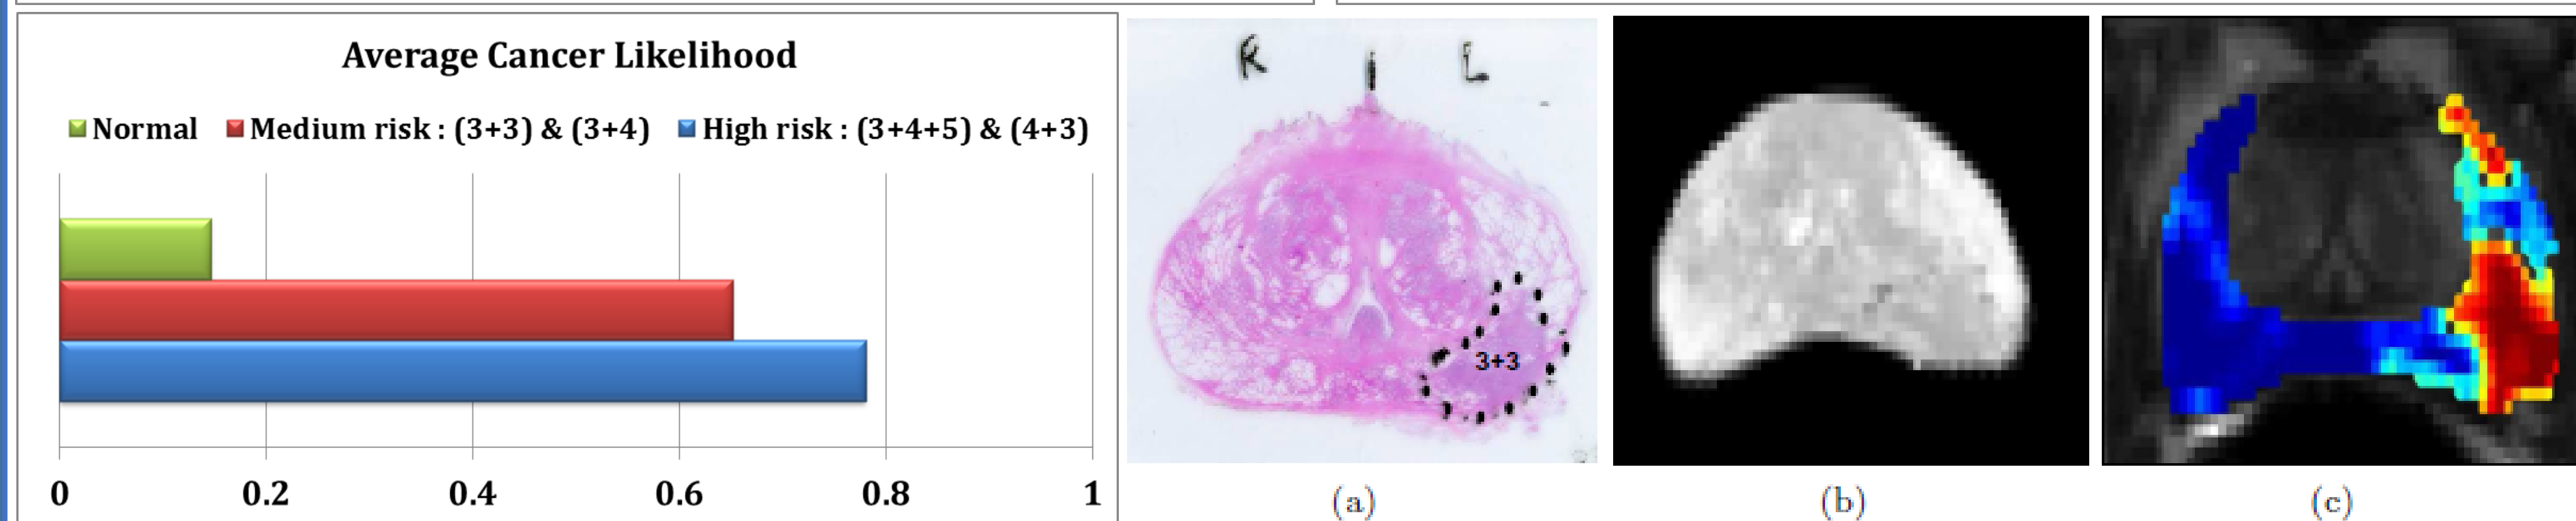 Average Cancer Likelihood
Normal Medium risk : (3+3) & (3+4) High risk : (3+4+5) & (4+3)
0 0.2 0.4 0.6 0.8 1
R L
3+3
(a) (b) (c)